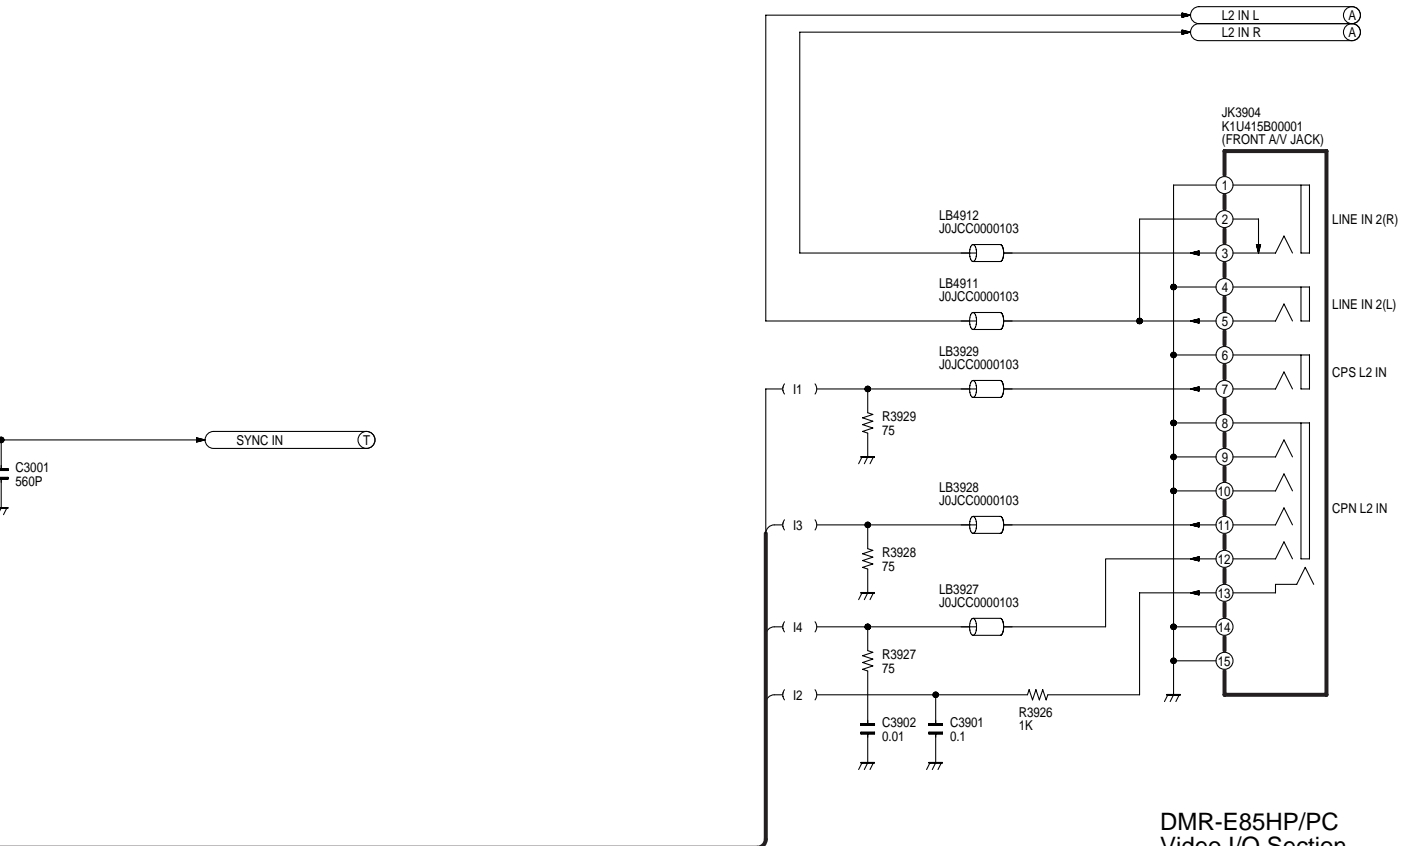 L2 IN L
A
L2 IN R
A
JK3904
K1U415B00001
(FRONT A/V JACK)
1
LB4912
J0JCC0000103
2
LINE IN 2(R)
3
LB4911
J0JCC0000103
4
LINE IN 2(L)
5
LB3929
J0JCC0000103
6
CPS L2 IN
I1
7
R3929
75
8
SYNC IN
T
C3001
560P
9
LB3928
J0JCC0000103
10
CPN L2 IN
I3
11
R3928
75
12
LB3927
J0JCC0000103
13
I4
14
R3927
75
15
I2
R3926
1K
C3902
0.01
C3901
0.1
DMR-E85HP/PC
Video I/O Section